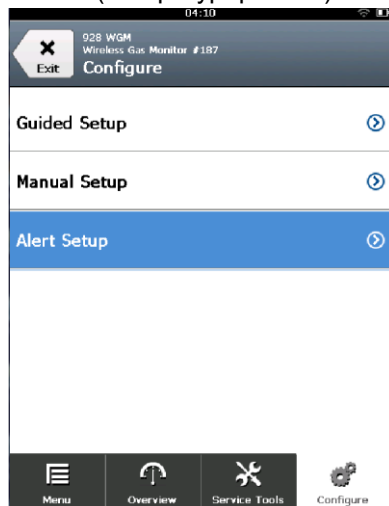 04:10
928 WGM
Wireless Gas Monitor #187
Exit
Configure
Guided Setup
Manual Setup
Alert Setup
Menu
Overview
Service Tools
Configure